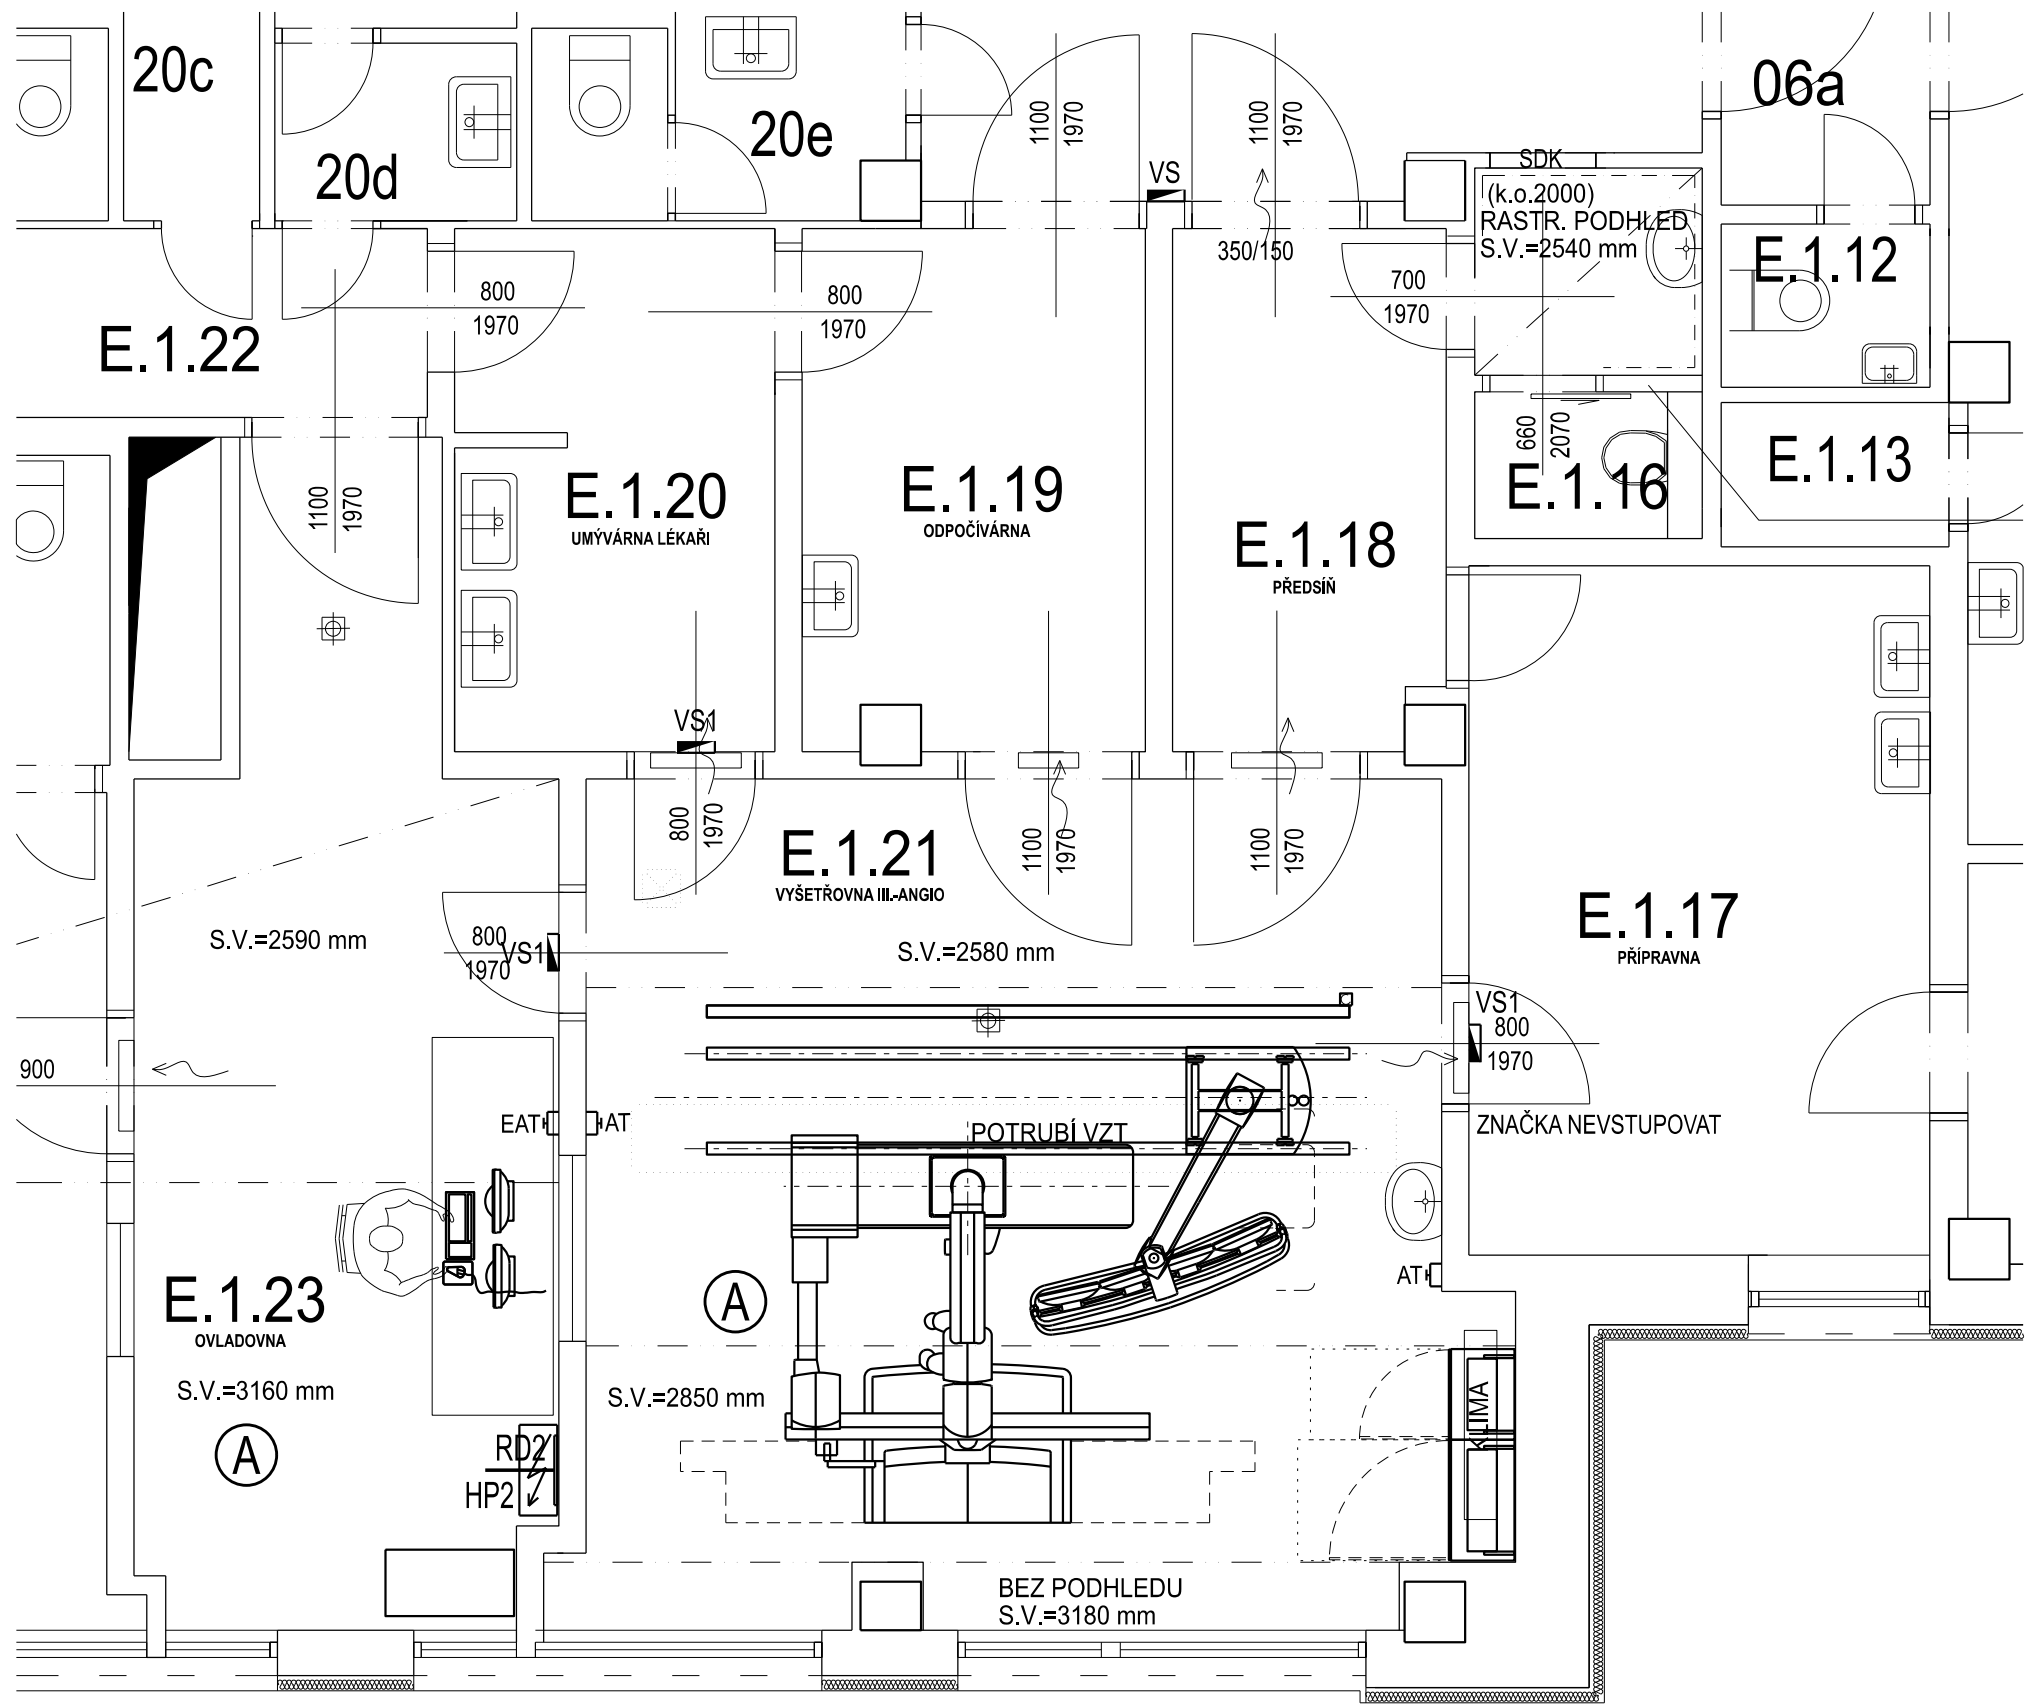 20c
20d
20e
06a
1100
1970
1100
1970
VS
SDK
(k.o.2000)
RASTR. PODHLED
S.V.=2540 mm
350/150
E.1.12
E.1.22
800
1970
800
1970
700
1970
660
2070
E.1.16
E.1.13
1100
1970
E.1.20
UMÝVÁRNA LÉKAŘI
E.1.19
ODPOČÍVÁRNA
E.1.18
PŘEDSÍŇ
VS1
800
1970
1100
1970
1100
1970
E.1.21
VYŠETŘOVNA III.-ANGIO
S.V.=2580 mm
S.V.=2590 mm
800
1970
VS1
E.1.17
PŘÍPRAVNA
VS1
800
1970
ZNAČKA NEVSTUPOVAT
900
EAT
AT
POTRUBÍ VZT
AT
E.1.23
OVLADOVNA
S.V.=3160 mm
A
A
S.V.=2850 mm
KLIMA
RD2
HP2
BEZ PODHLEDU
S.V.=3180 mm